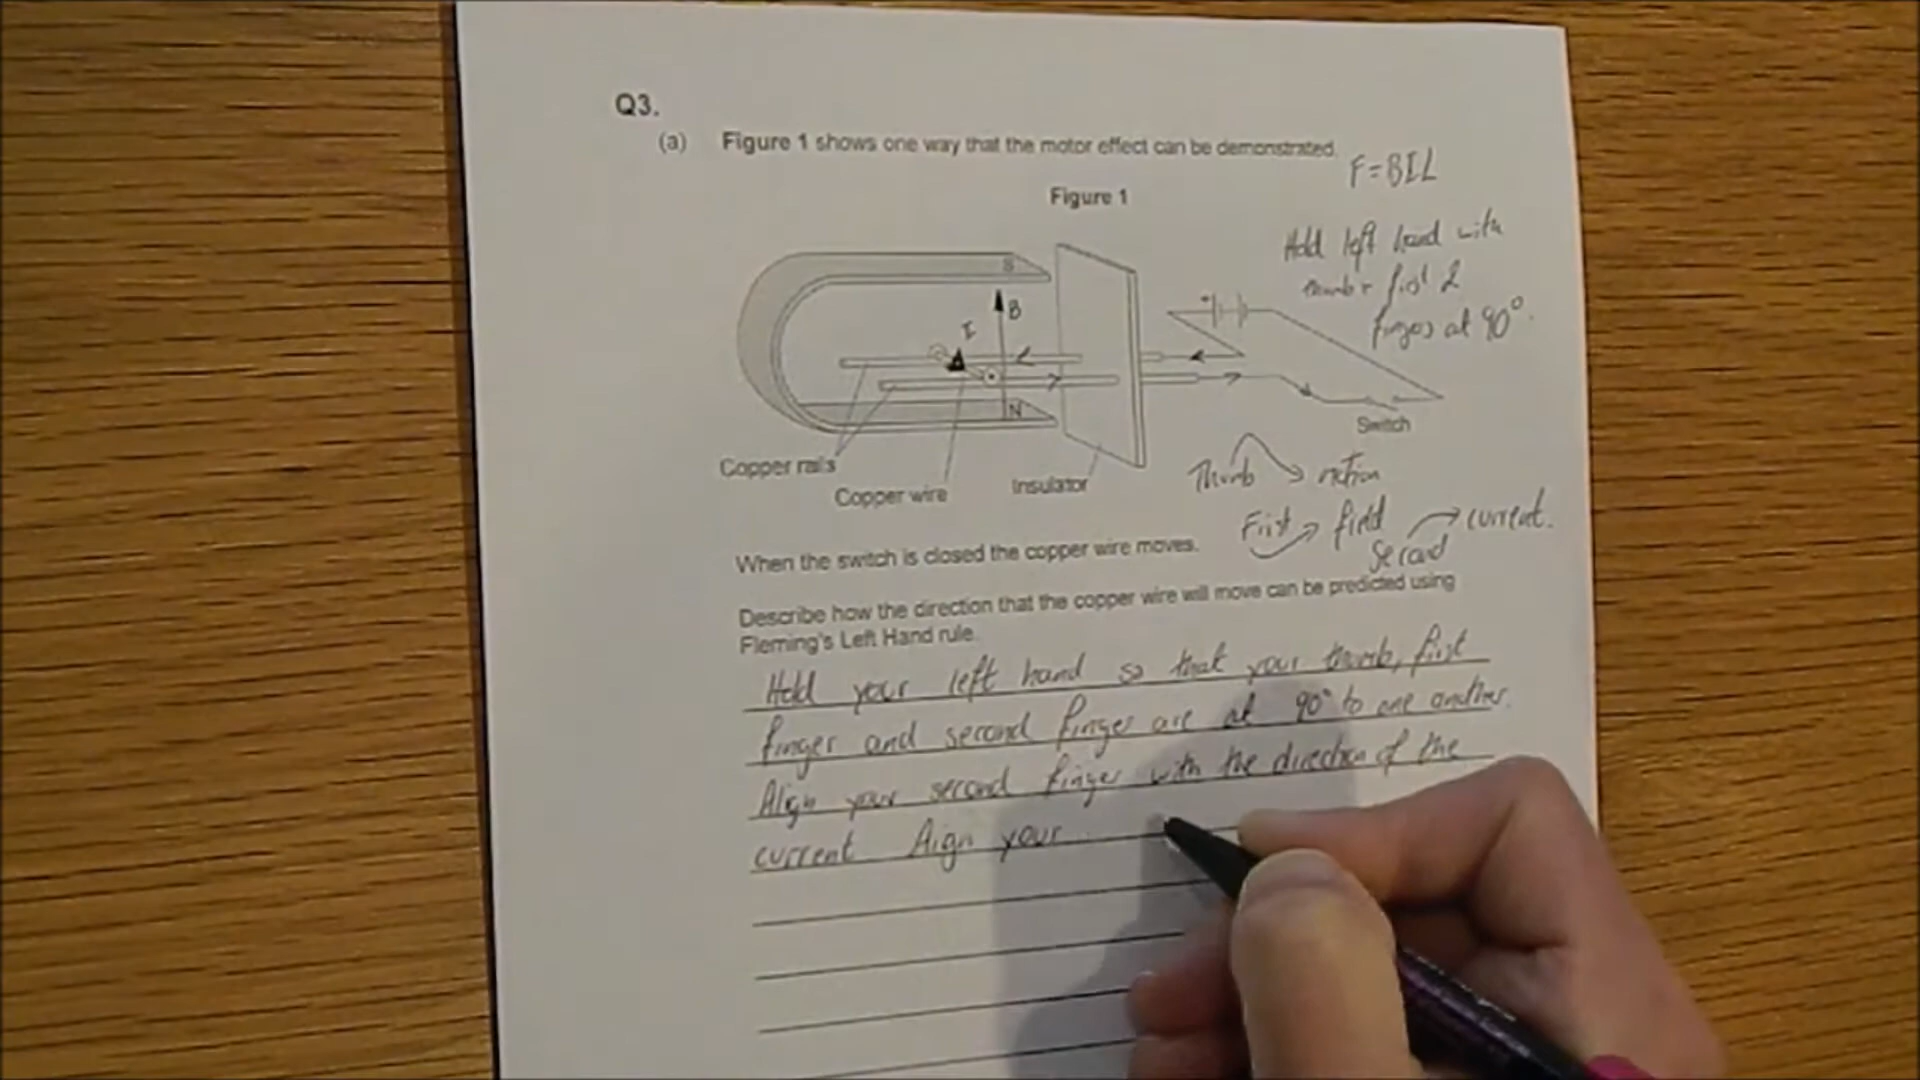 Q3.
(a) Figure 1 shows one way that the motor effect can be demonstrated.
F=BIL
Figure 1
Hold left hand with
thumb + first 2
fingers at 90°.
S
B
I
+
N
Switch
Copper rails
Copper wire
Insulator
Thumb motion
First field
Second current.
When the switch is closed the copper wire moves.
Describe how the direction that the copper wire will move can be predicted using
Fleming's Left Hand rule.
Hold your left hand so that your thumb, first
finger and second finger are at 90° to one another.
Align your second finger with the direction of the
current Align your